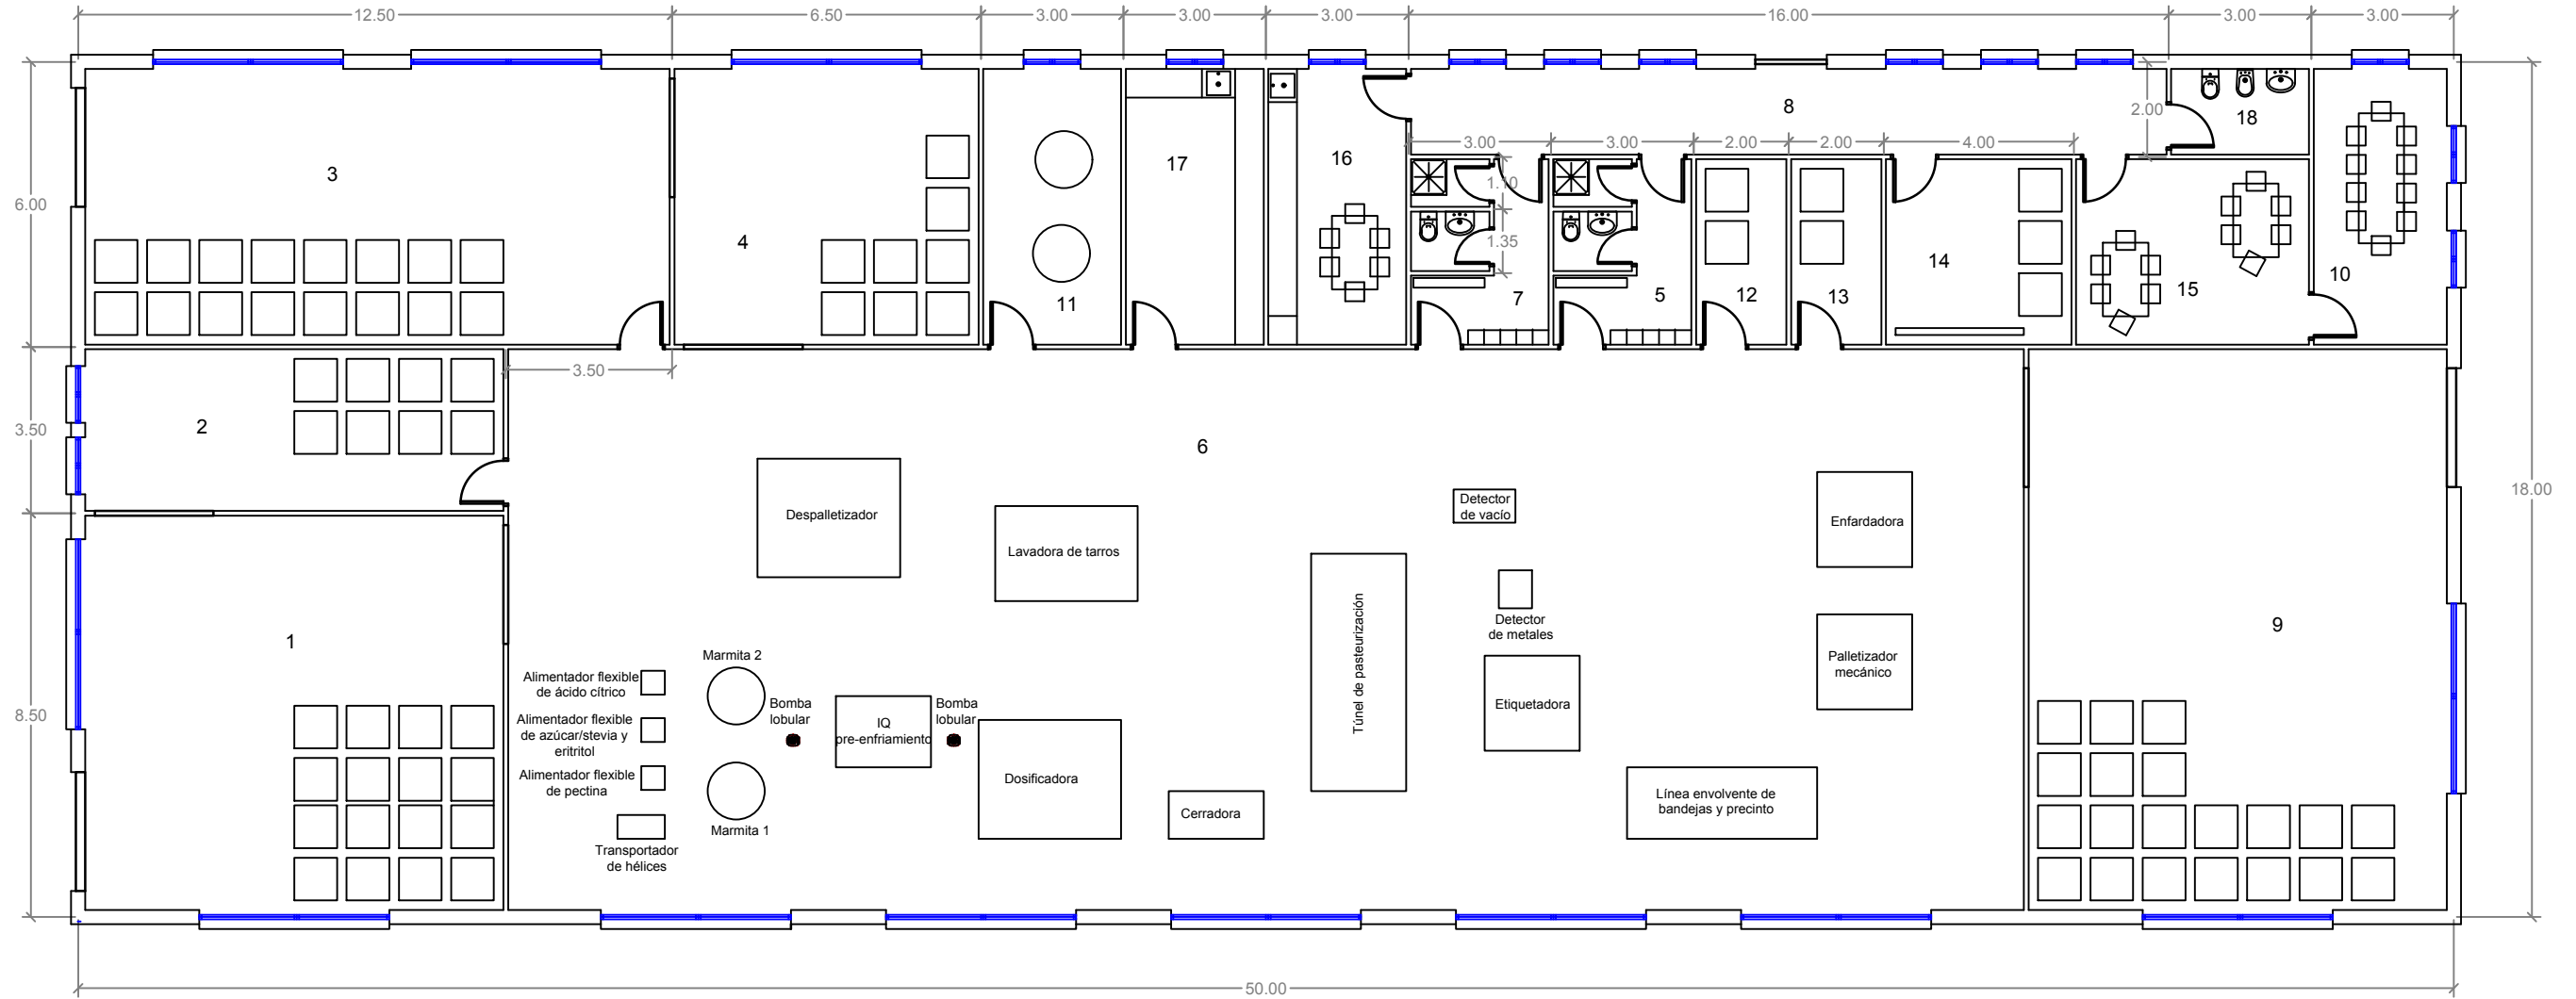 12.50
6.50
3.00
3.00
3.00
16.00
3.00
3.00
6.00
3.50
8.50
18.00
50.00
3
4
11
17
16
8
2.00
18
3.00
3.00
2.00
2.00
4.00
1.10
1.35
7
5
12
13
14
15
10
3.50
2
6
1
9
Despalletizador
Lavadora de tarros
Detector
de vacío
Enfardadora
Túnel de pasteurización
Detector
de metales
Palletizador
mecánico
Etiquetadora
Marmita 2
Alimentador flexible
de ácido cítrico
Bomba
lobular
IQ
pre-enfriamiento
Bomba
lobular
Alimentador flexible
de azúcar/stevia y
eritritol
Alimentador flexible
de pectina
Dosificadora
Cerradora
Línea envolvente de
bandejas y precinto
Marmita 1
Transportador
de hélices